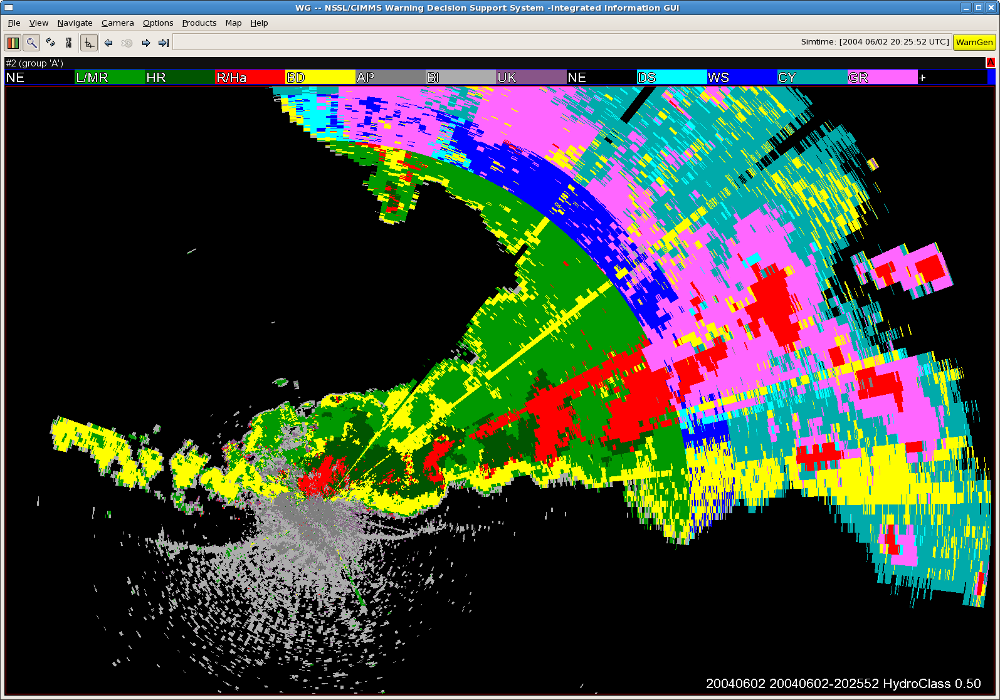 WG -- NSSL/CIMMS Warning Decision Support System -Integrated Information GUI
File View Navigate Camera Options Products Map Help
Simtime: [2004 06/02 20:25:52 UTC] WarnGen
#2 (group 'A') A
NE L/MR HR R/Ha BD AP BI UK NE DS WS CY GR +
20040602 20040602-202552 HydroClass 0.50